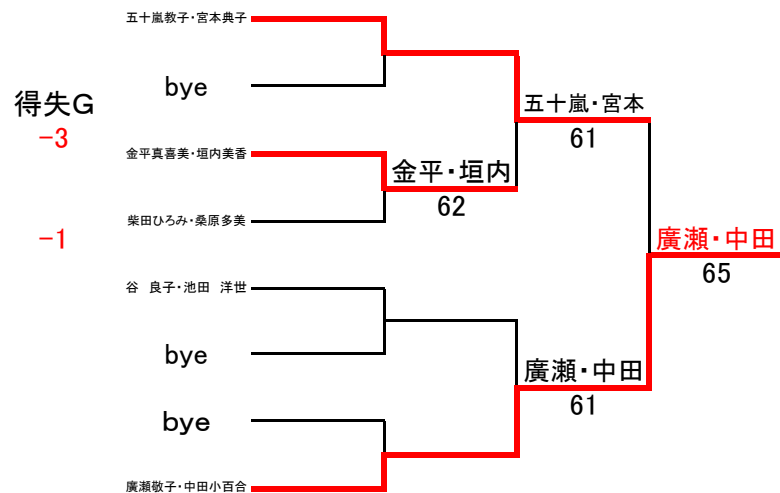 五十嵐教子・宮本典子
bye
五十嵐・宮本
得失G
61
-3
金平真喜美・垣内美香
金平・垣内
62
柴田ひろみ・桑原多美
-1
廣瀬・中田
65
谷　良子・池田　洋世
bye
廣瀬・中田
61
bye
廣瀬敬子・中田小百合